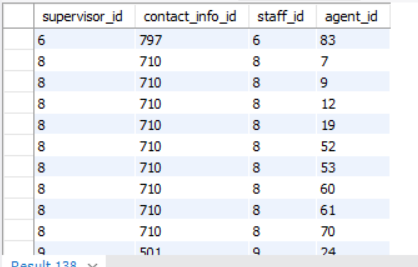 supervisor_id contact_info_id staff_id agent_id
6 797 6 83
8 710 8 7
8 710 8 9
8 710 8 12
8 710 8 19
8 710 8 52
8 710 8 53
8 710 8 60
8 710 8 61
8 710 8 70
9 501 9 24
Result 138